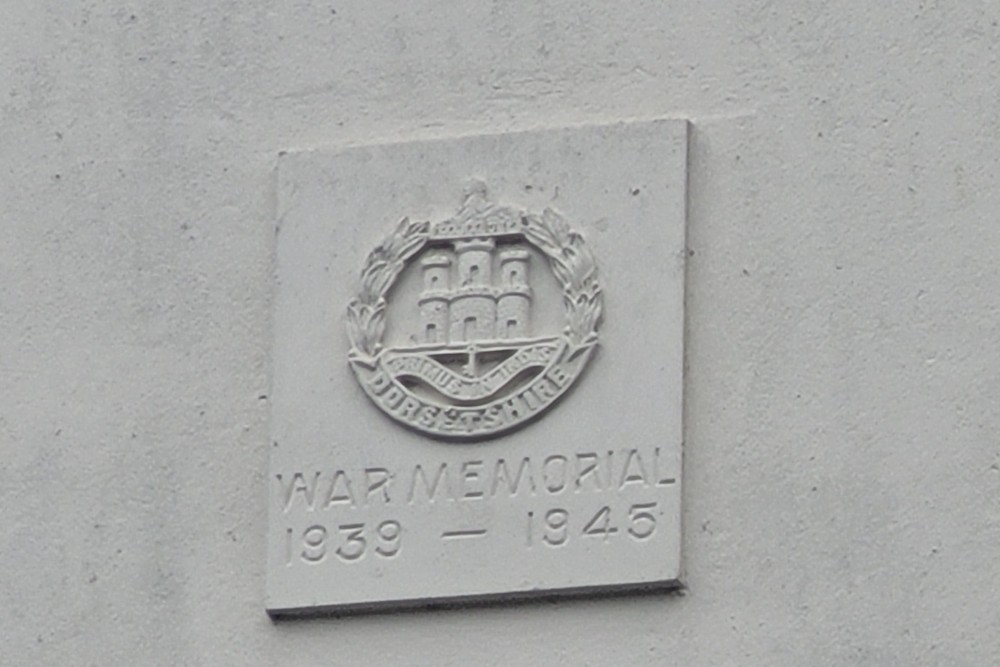 PRIMUS IN INDIS
DORSETSHIRE
WAR MEMORIAL
1939 — 1945